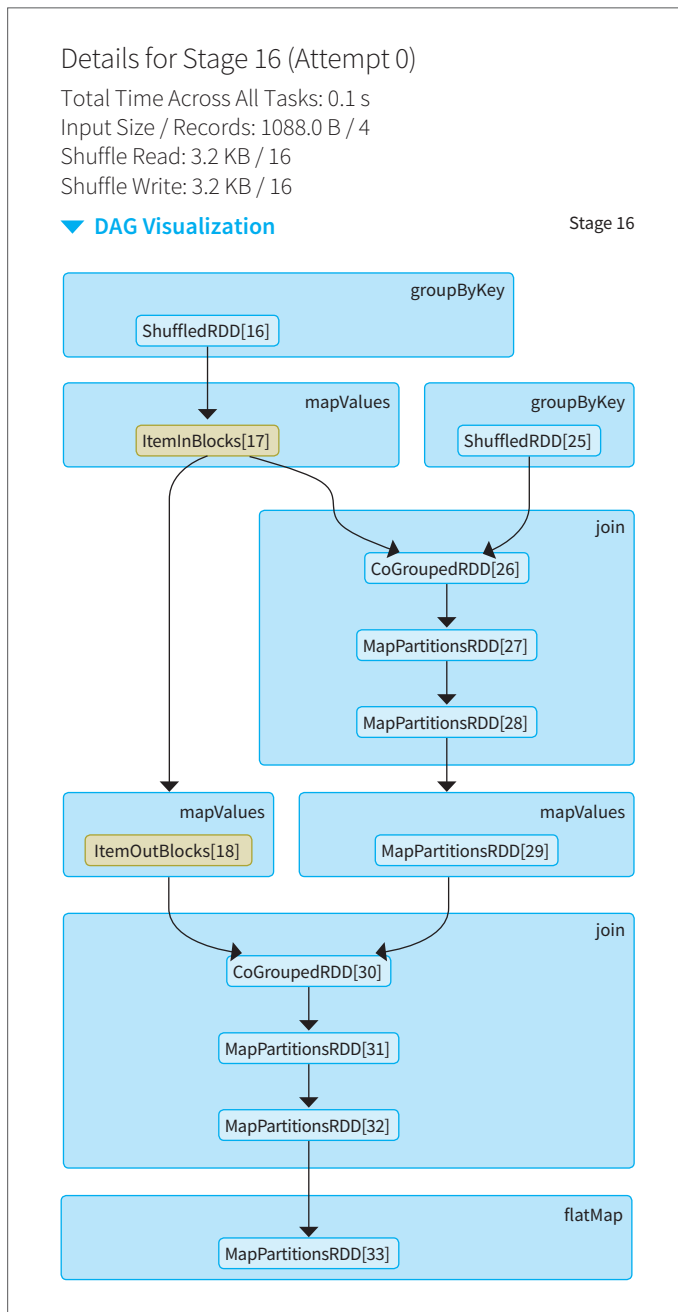 Details for Stage 16 (Attempt 0)
Total Time Across All Tasks: 0.1 s
Input Size / Records: 1088.0 B / 4
Shuffle Read: 3.2 KB / 16
Shuffle Write: 3.2 KB / 16
DAG Visualization
Stage 16
groupByKey
ShuffledRDD[16]
mapValues
ItemInBlocks[17]
groupByKey
ShuffledRDD[25]
join
CoGroupedRDD[26]
MapPartitionsRDD[27]
MapPartitionsRDD[28]
mapValues
ItemOutBlocks[18]
mapValues
MapPartitionsRDD[29]
join
CoGroupedRDD[30]
MapPartitionsRDD[31]
MapPartitionsRDD[32]
flatMap
MapPartitionsRDD[33]